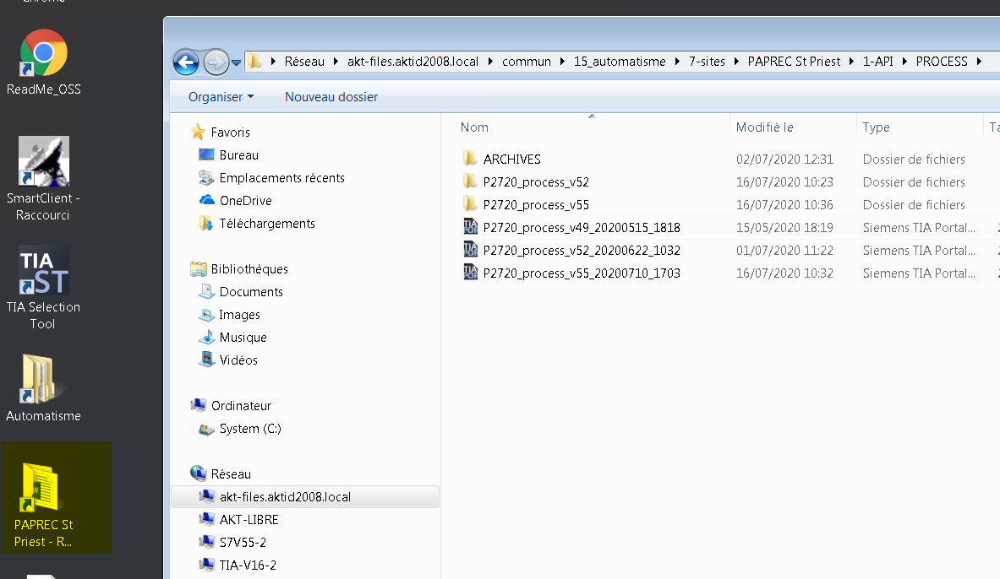 ReadMe_OSS
SmartClient -
Raccourci
TIA
ST
TIA Selection
Tool
Automatisme
PAPREC St
Priest - R...
Réseau akt-files.aktid2008.local commun 15_automatisme 7-sites PAPREC St Priest 1-API PROCESS
Organiser Nouveau dossier
Favoris
Bureau
Emplacements récents
OneDrive
Téléchargements
Bibliothèques
Documents
Images
Musique
Vidéos
Ordinateur
System (C:)
Réseau
akt-files.aktid2008.local
AKT-LIBRE
S7V55-2
TIA-V16-2
Nom Modifié le Type
ARCHIVES 02/07/2020 12:31 Dossier de fichiers
P2720_process_v52 16/07/2020 10:23 Dossier de fichiers
P2720_process_v55 16/07/2020 10:36 Dossier de fichiers
P2720_process_v49_20200515_1818 15/05/2020 18:19 Siemens TIA Portal...
P2720_process_v52_20200622_1032 01/07/2020 11:22 Siemens TIA Portal...
P2720_process_v55_20200710_1703 16/07/2020 10:32 Siemens TIA Portal...